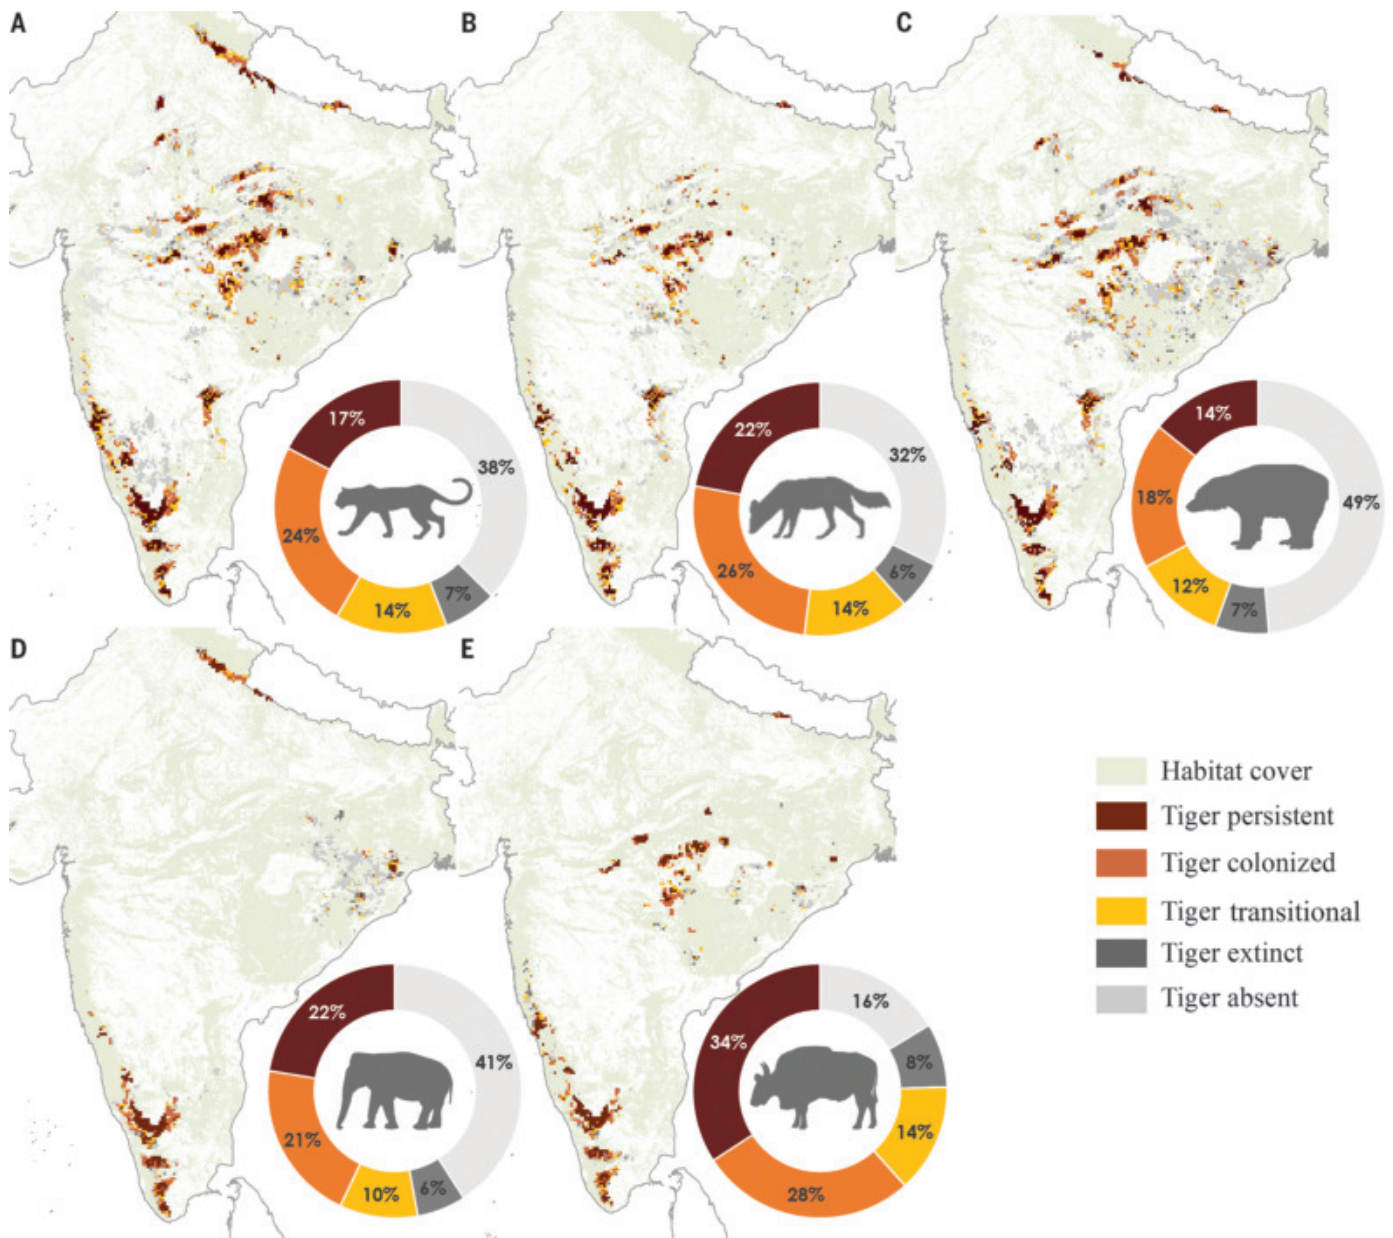 A
B
C
17%
38%
24%
14%
7%
22%
32%
26%
14%
6%
14%
49%
18%
12%
7%
D
E
22%
41%
21%
10%
6%
34%
16%
8%
14%
28%
Habitat cover
Tiger persistent
Tiger colonized
Tiger transitional
Tiger extinct
Tiger absent